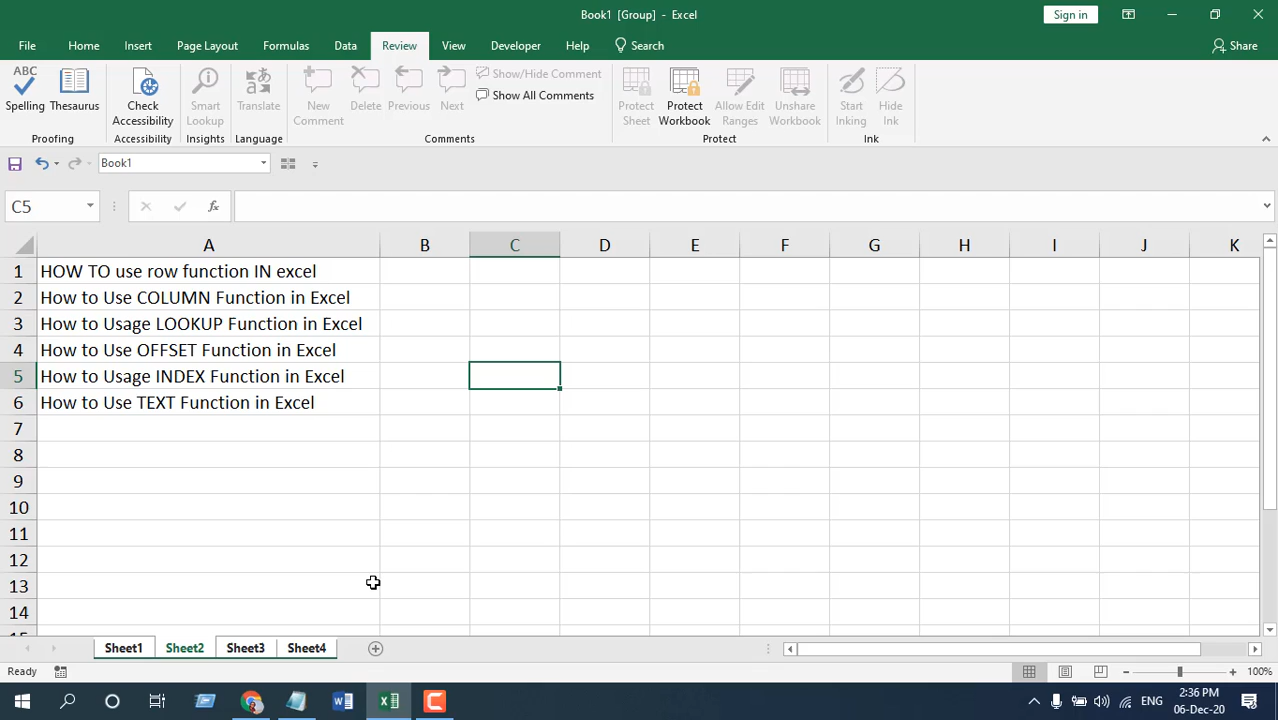 Book1 [Group] - Excel
Sign in
File Home Insert Page Layout Formulas Data Review View Developer Help Search Share
ABC
Spelling Thesaurus
Proofing
Check Accessibility
Accessibility
Smart Lookup
Insights
Translate
Language
New Comment Delete Previous Next
Show/Hide Comment
Show All Comments
Comments
Protect Sheet Protect Workbook Allow Edit Ranges Unshare Workbook
Protect
Start Inking Hide Ink
Ink
Book1
C5 fx
A B C D E F G H I J K
1 HOW TO use row function IN excel
2 How to Use COLUMN Function in Excel
3 How to Usage LOOKUP Function in Excel
4 How to Use OFFSET Function in Excel
5 How to Usage INDEX Function in Excel
6 How to Use TEXT Function in Excel
7
8
9
10
11
12
13
14
Sheet1 Sheet2 Sheet3 Sheet4
Ready 100%
ENG 2:36 PM
06-Dec-20